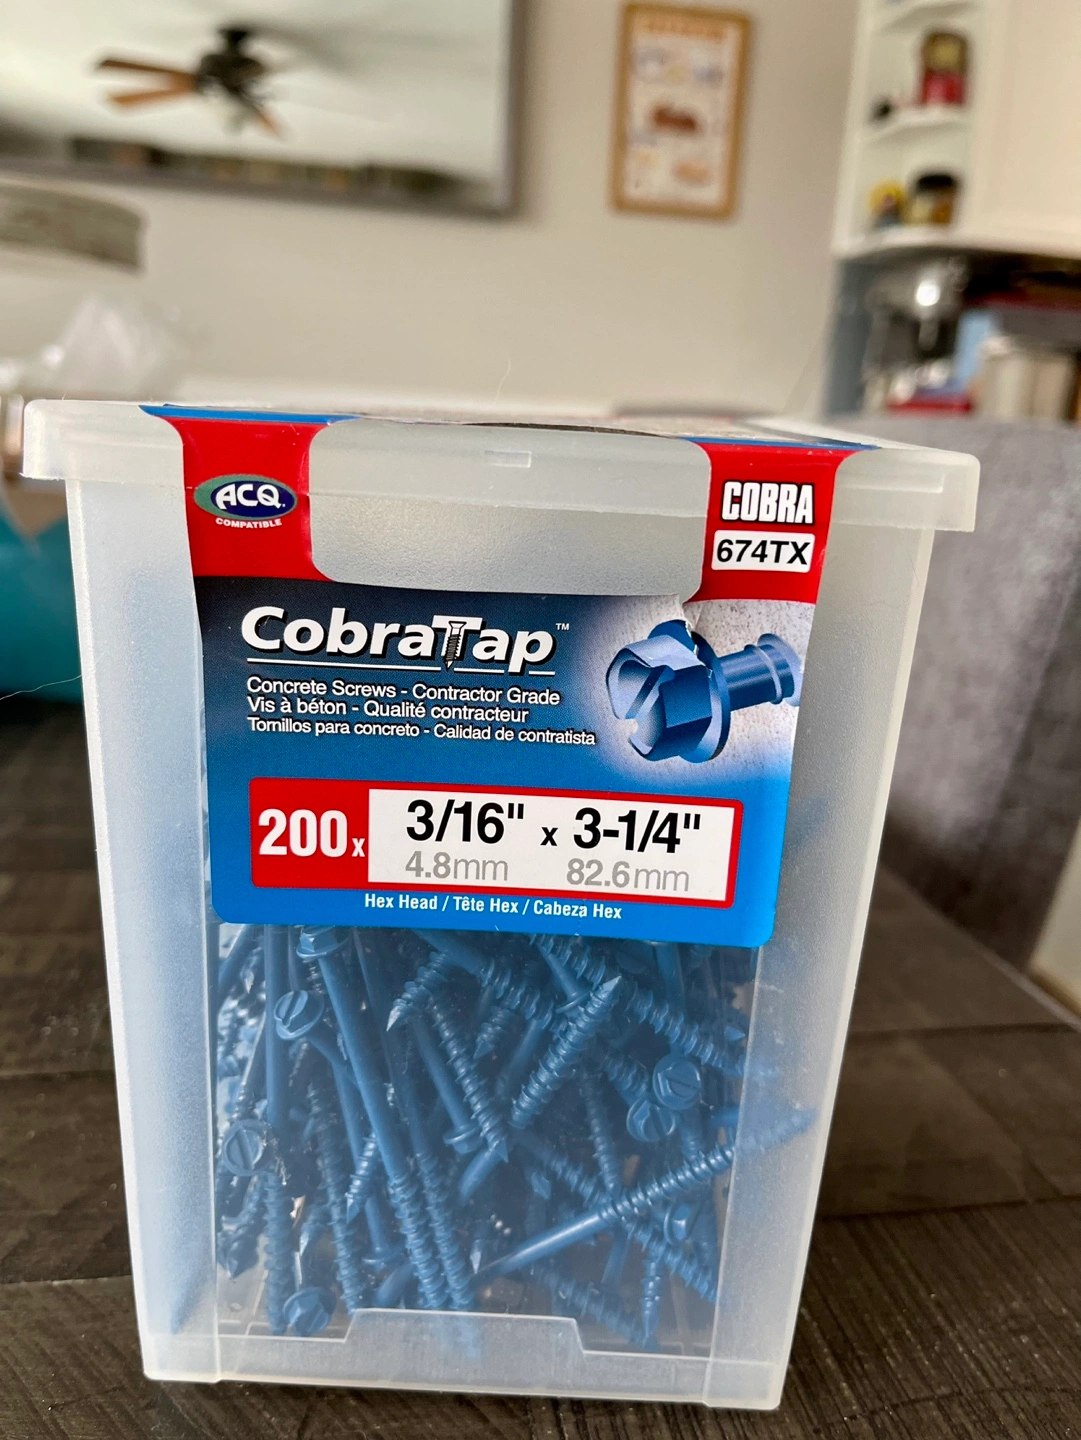 ACQ
COMPATIBLE
COBRA
674TX
CobraTap™
Concrete Screws - Contractor Grade
Vis à béton - Qualité contracteur
Tornillos para concreto - Calidad de contratista
200x 3/16" x 3-1/4"
4.8mm 82.6mm
Hex Head / Tête Hex / Cabeza Hex